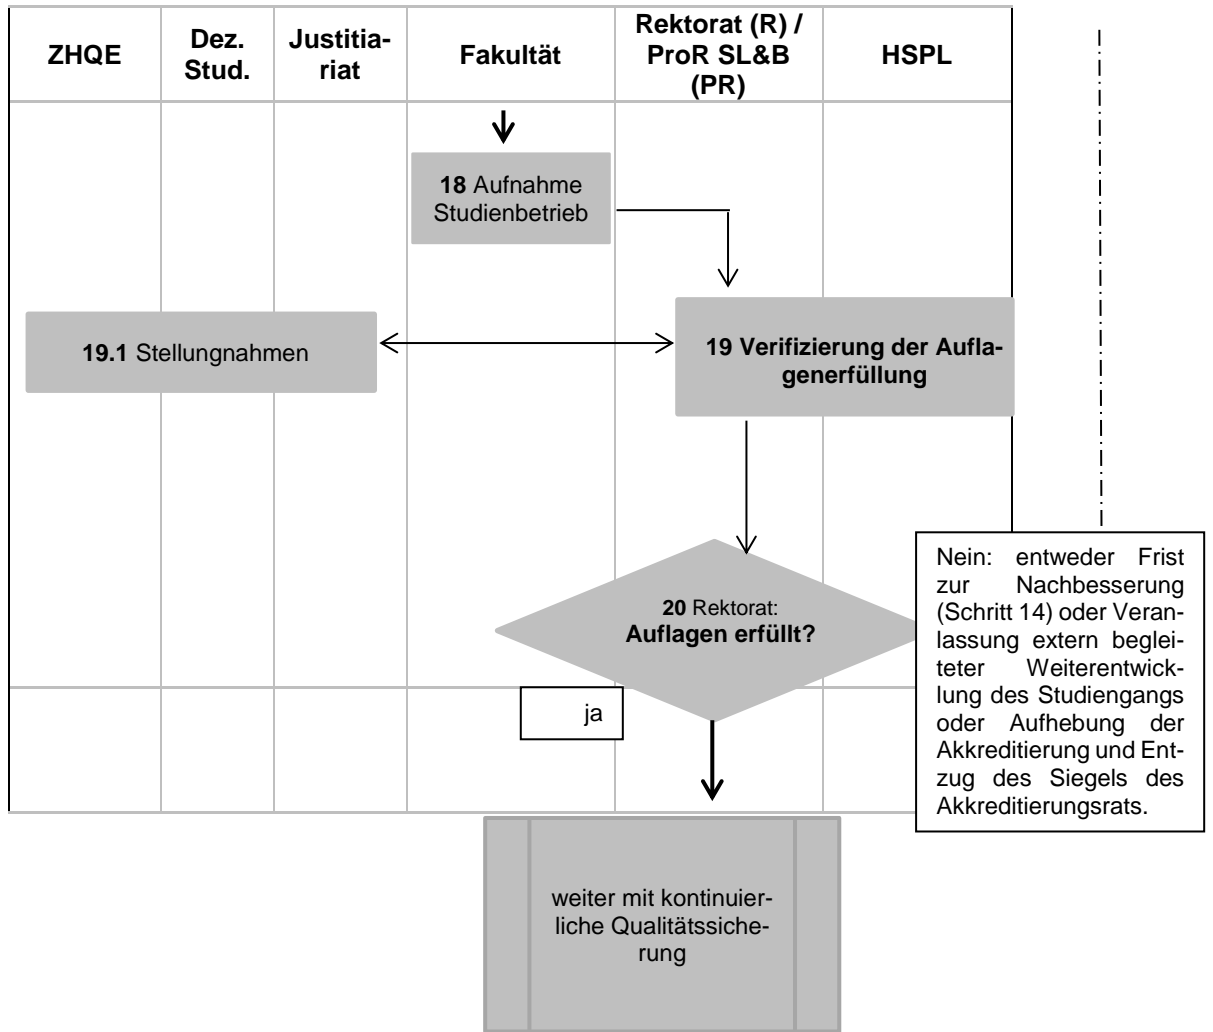 ZHQE
Dez.
Stud.
Justitia-
riat
Fakultät
Rektorat (R) /
ProR SL&B
(PR)
HSPL
18 Aufnahme
Studienbetrieb
19.1 Stellungnahmen
19 Verifizierung der Aufla-
generfüllung
20 Rektorat:
Auflagen erfüllt?
Nein: entweder Frist
zur Nachbesserung
(Schritt 14) oder Veran-
lassung extern beglei-
teter Weiterentwick-
lung des Studiengangs
oder Aufhebung der
Akkreditierung und Ent-
zug des Siegels des
Akkreditierungsrats.
ja
weiter mit kontinuier-
liche Qualitätssiche-
rung